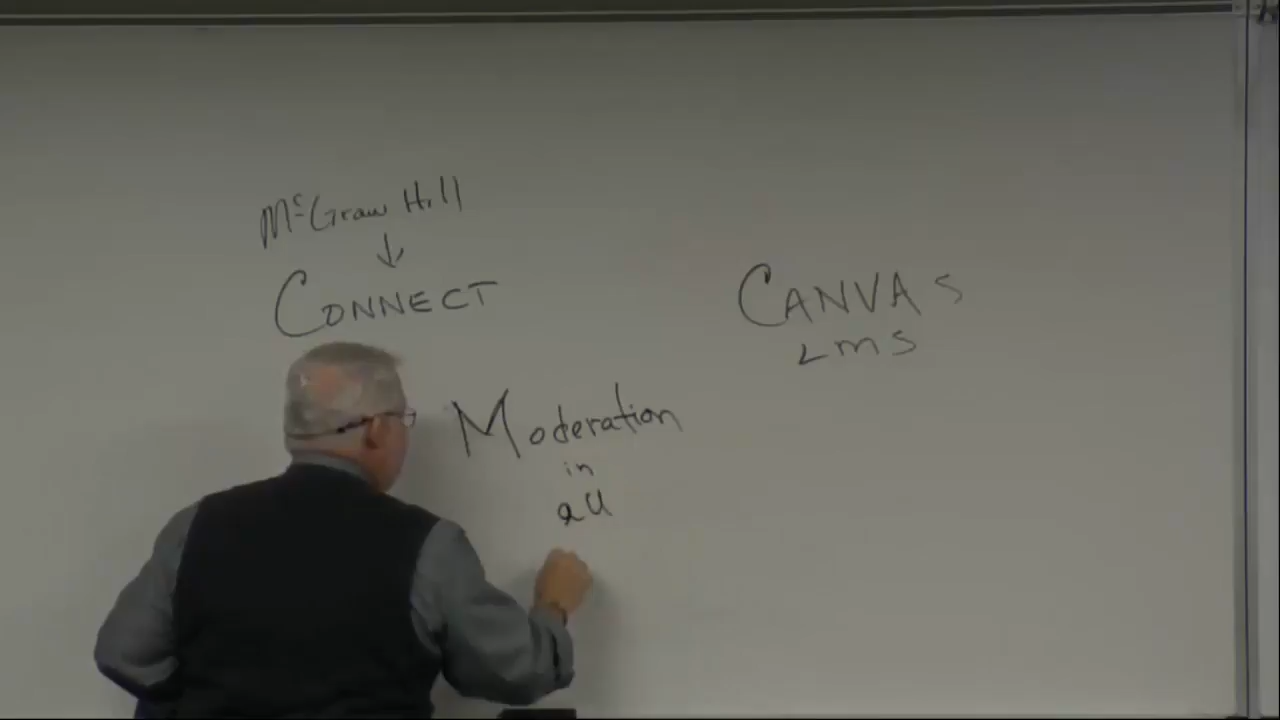 McGraw Hill
↓
CONNECT
CANVAS
LMS
Moderation
in
all